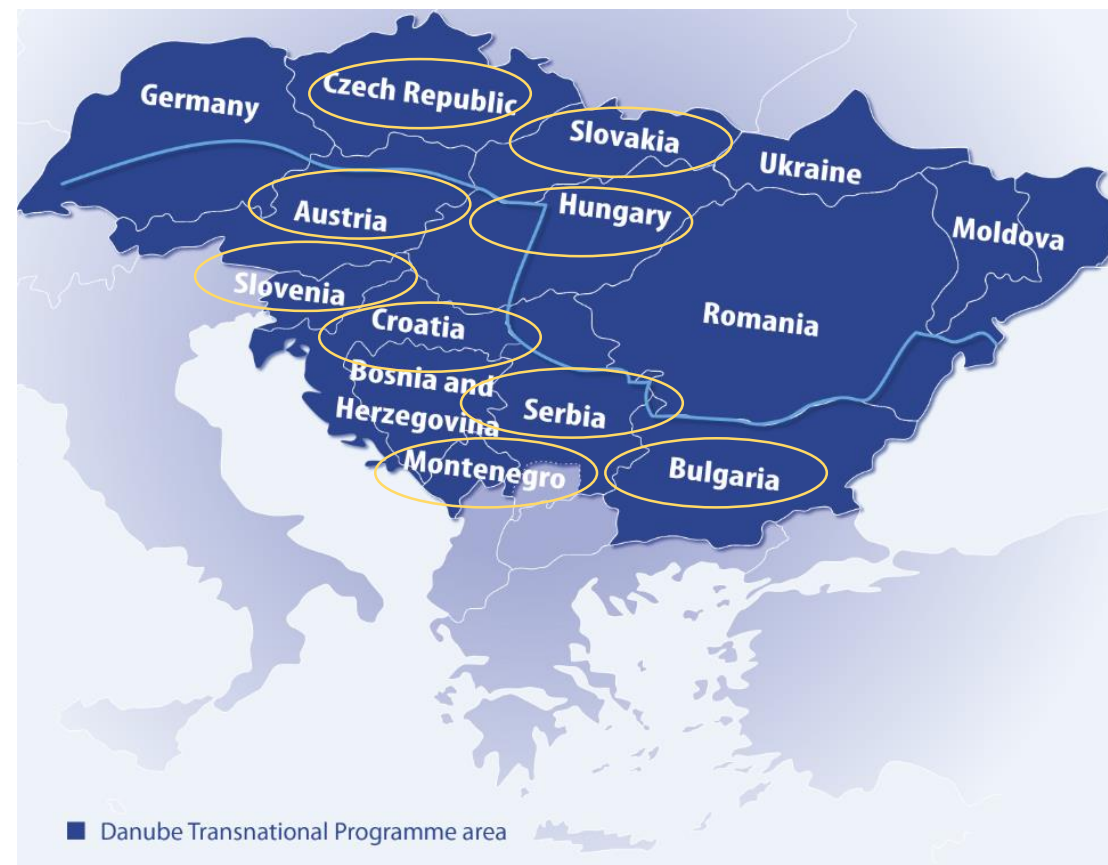 Czech Republic
Germany
Slovakia
Ukraine
Austria
Hungary
Moldova
Slovenia
Croatia
Romania
Bosnia and
Herzegovina
Serbia
Montenegro
Bulgaria
Danube Transnational Programme area